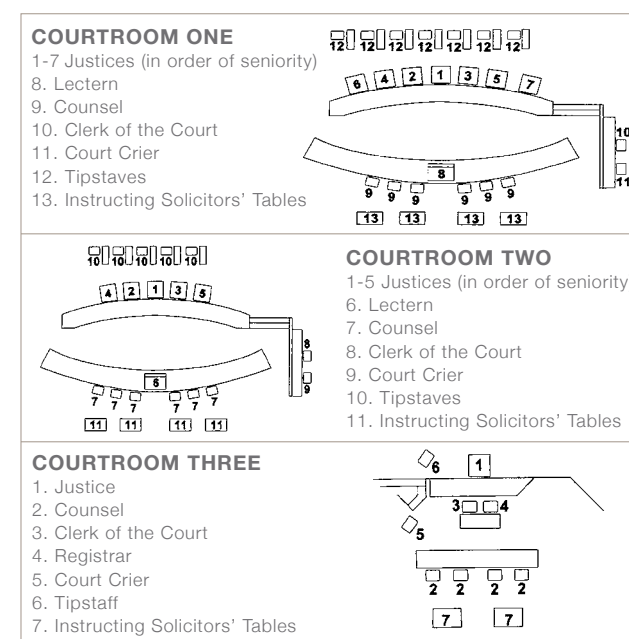 COURTROOM ONE
1-7 Justices (in order of seniority)
8. Lectern
9. Counsel
10. Clerk of the Court
11. Court Crier
12. Tipstaves
13. Instructing Solicitors' Tables
12 12 12 12 12 12 12
6 4 2 1 3 5 7
10
11
8
9 9 9 9 9 9
13 13 13 13
10 10 10 10 10
4 2 1 3 5
8
9
6
7 7 7 7 7 7
11 11 11 11
COURTROOM TWO
1-5 Justices (in order of seniority
6. Lectern
7. Counsel
8. Clerk of the Court
9. Court Crier
10. Tipstaves
11. Instructing Solicitors' Tables
COURTROOM THREE
1. Justice
2. Counsel
3. Clerk of the Court
4. Registrar
5. Court Crier
6. Tipstaff
7. Instructing Solicitors' Tables
6 1
3 4
5
2 2 2 2
7 7